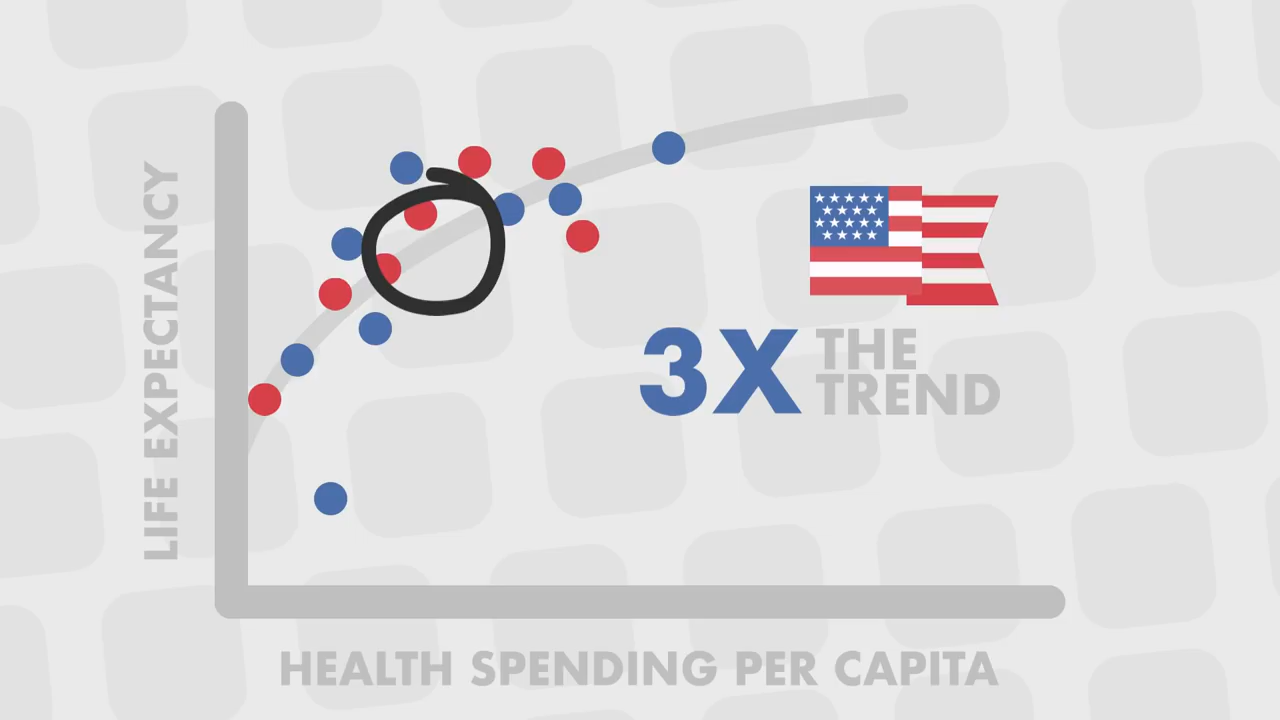 LIFE EXPECTANCY
3X THE
TREND
HEALTH SPENDING PER CAPITA